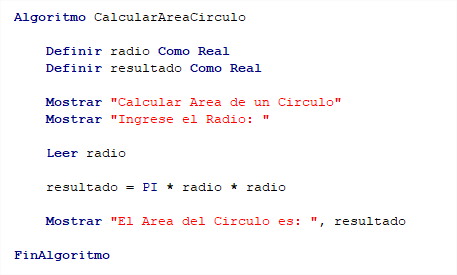 Algoritmo CalcularAreaCirculo
Definir radio Como Real
Definir resultado Como Real
Mostrar "Calcular Area de un Circulo"
Mostrar "Ingrese el Radio: "
Leer radio
resultado = PI * radio * radio
Mostrar "El Area del Circulo es: ", resultado
FinAlgoritmo